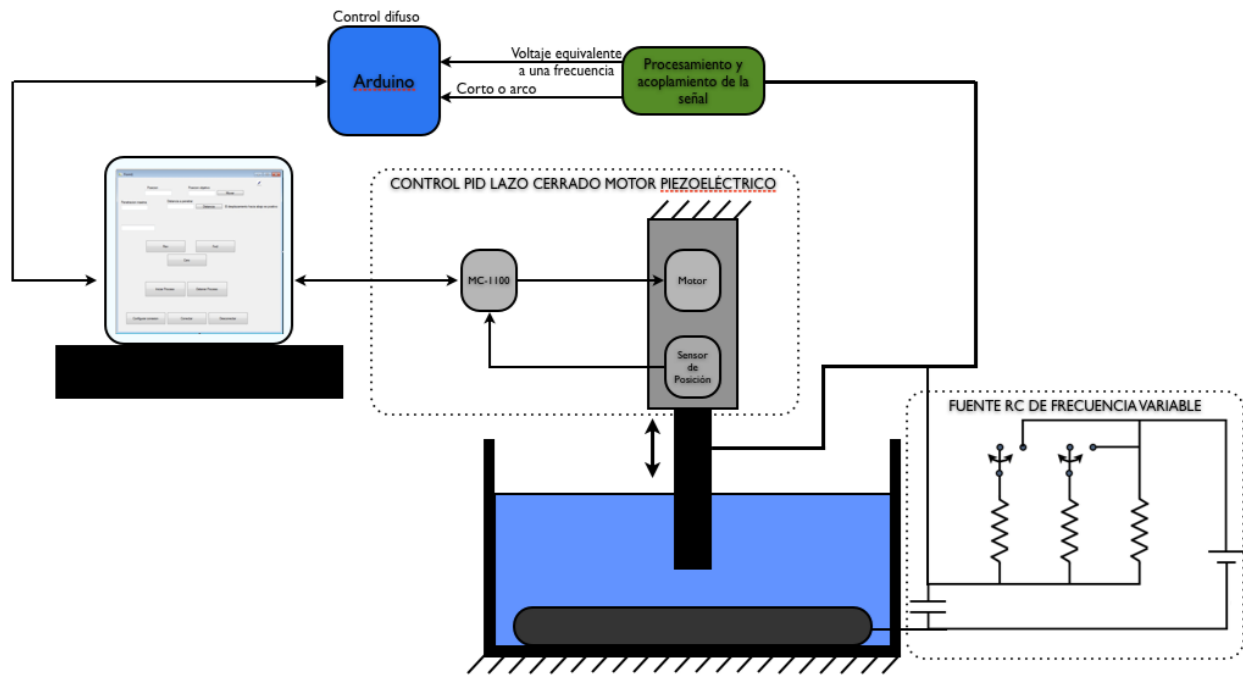 Control difuso
Arduino
Voltaje equivalente
a una frecuencia
Corto o arco
Procesamiento y
acoplamiento de la
señal
CONTROL PID LAZO CERRADO MOTOR PIEZOELÉCTRICO
MC-1100
Motor
Sensor
de
Posición
FUENTE RC DE FRECUENCIA VARIABLE